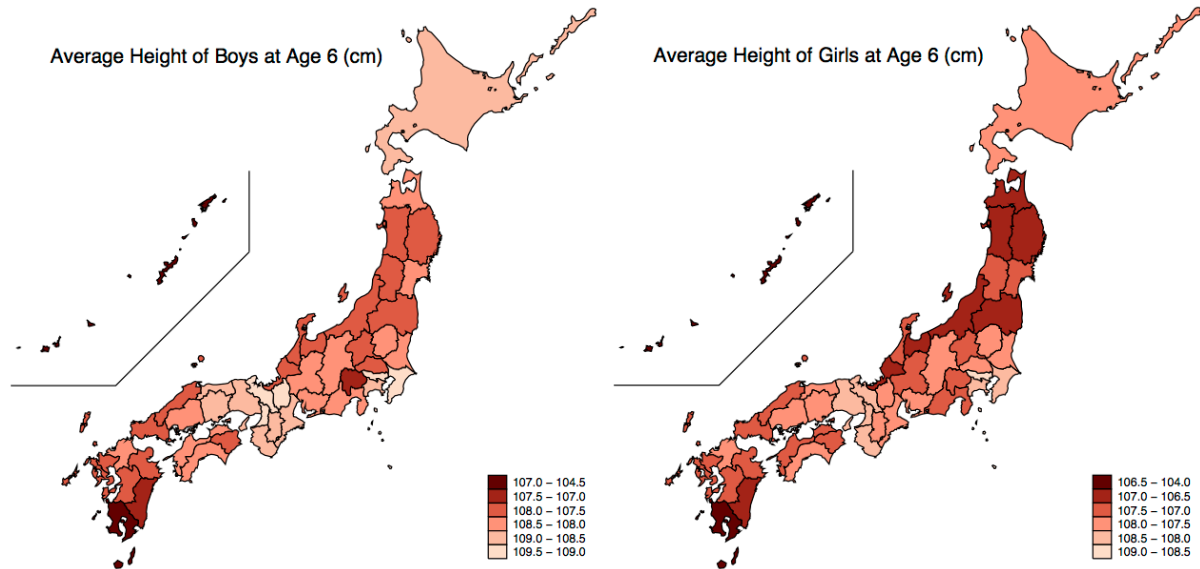 Average Height of Boys at Age 6 (cm)
107.0 – 104.5
107.5 – 107.0
108.0 – 107.5
108.5 – 108.0
109.0 – 108.5
109.5 – 109.0
Average Height of Girls at Age 6 (cm)
106.5 – 104.0
107.0 – 106.5
107.5 – 107.0
108.0 – 107.5
108.5 – 108.0
109.0 – 108.5